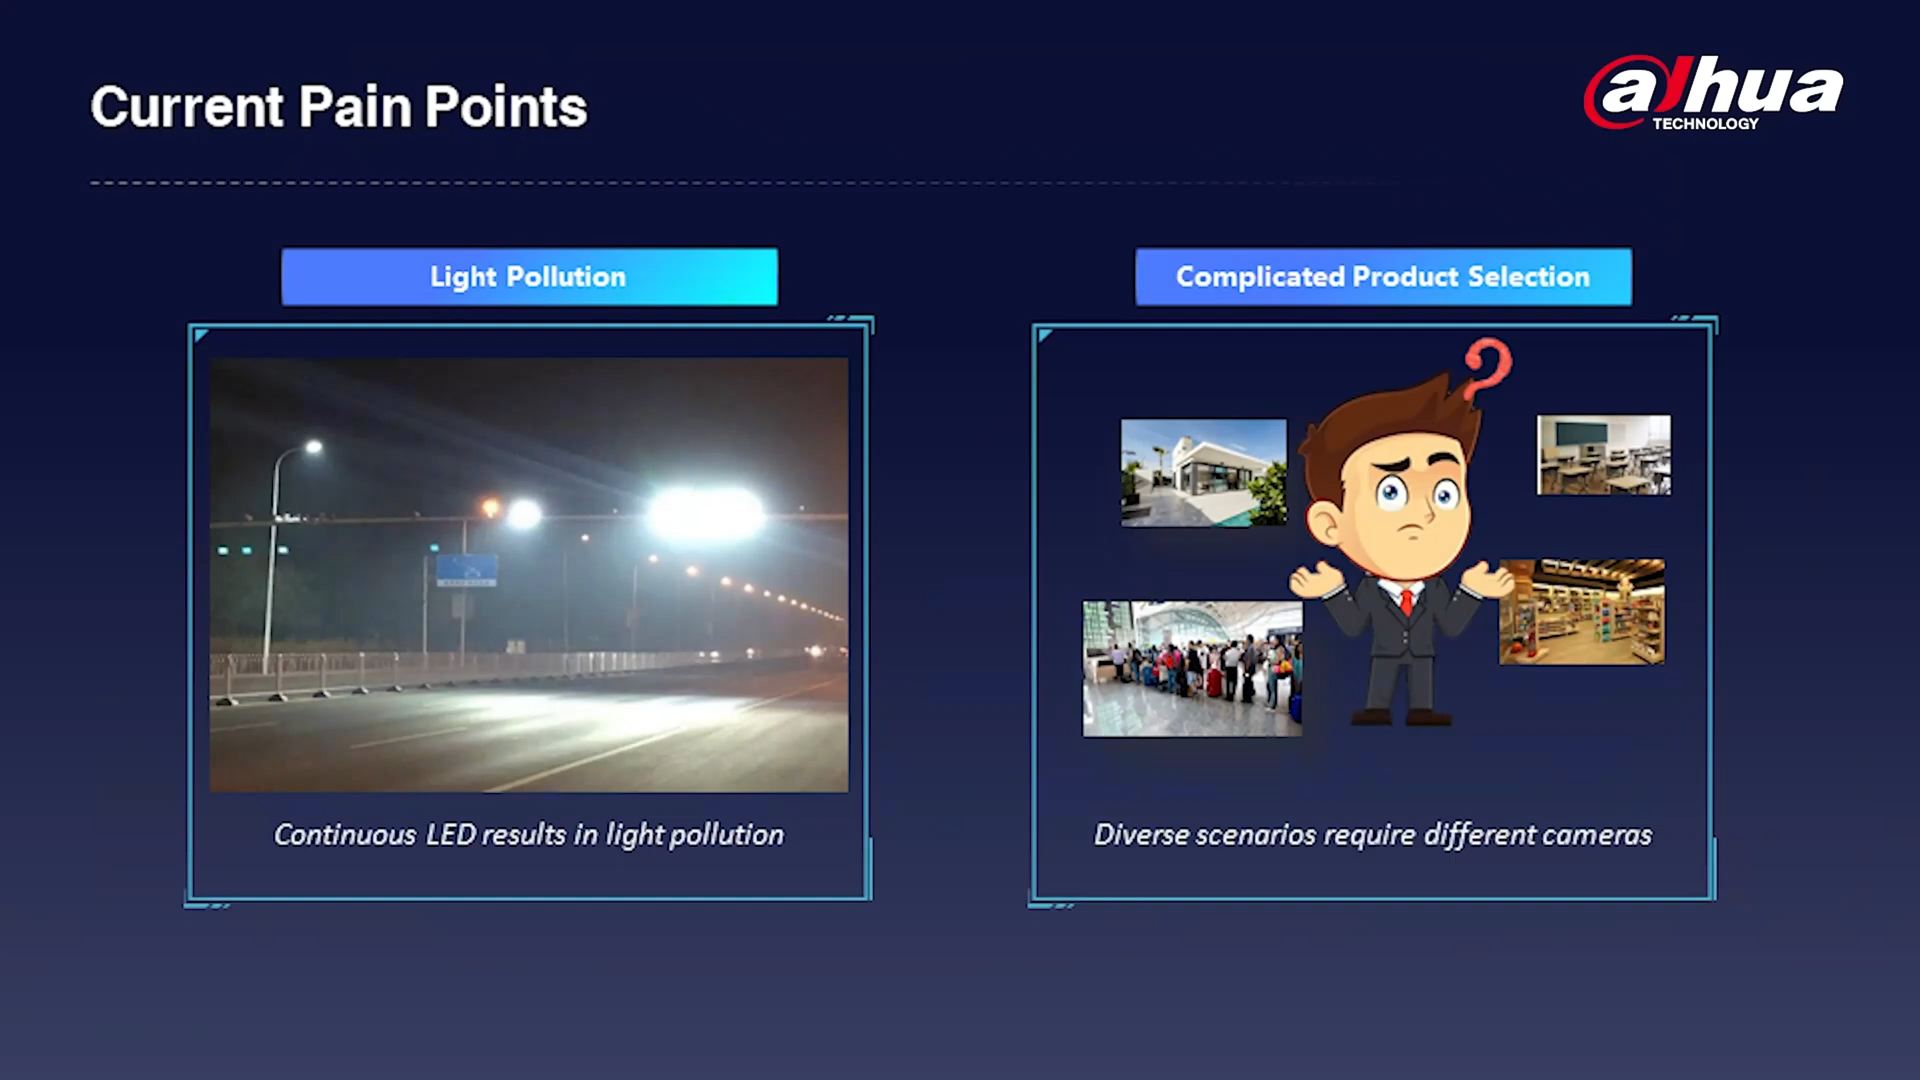 Current Pain Points
alhua
TECHNOLOGY
Light Pollution
Complicated Product Selection
Continuous LED results in light pollution
Diverse scenarios require different cameras